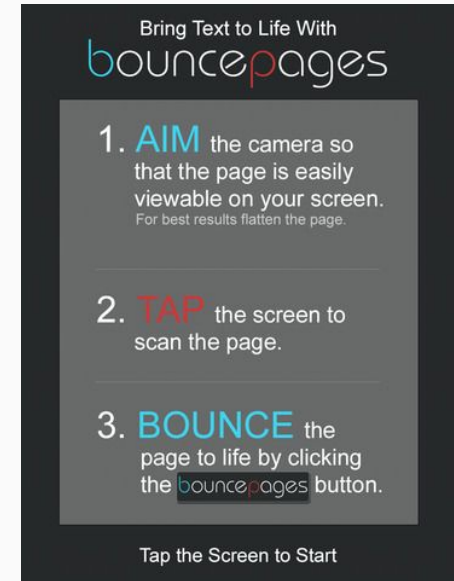 Bring Text to Life With
bouncepages
1. AIM the camera so
that the page is easily
viewable on your screen.
For best results flatten the page.
2. TAP the screen to
scan the page.
3. BOUNCE the
page to life by clicking
the bouncepages button.
Tap the Screen to Start